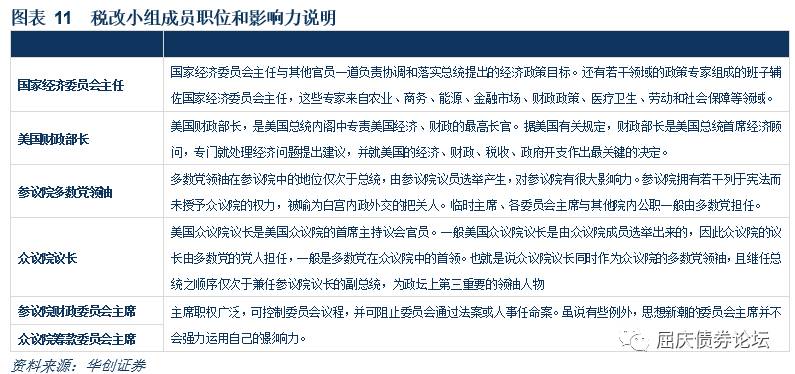 图表 11 税改小组成员职位和影响力说明
国家经济委员会主任
国家经济委员会主任与其他官员一道负责协调和落实总统提出的经济政策目标。还有若干领域的政策专家组成的班子辅
佐国家经济委员会主任，这些专家来自农业、商务、能源、金融市场、财政政策、医疗卫生、劳动和社会保障等领域。
美国财政部长
美国财政部长，是美国总统内阁中专责美国经济、财政的最高长官。据美国有关规定，财政部长是美国总统首席经济顾
问，专门就处理经济问题提出建议，并就美国的经济、财政、税收、政府开支作出最关键的决定。
参议院多数党领袖
多数党领袖在参议院中的地位仅次于总统，由参议院议员选举产生，对参议院有很大影响力。参议院拥有若干列于宪法而
未授予众议院的权力，被喻为白宫内政外交的把关人。临时主席、各委员会主席与其他院内公职一般由多数党担任。
众议院议长
美国众议院议长是美国众议院的首席主持议会官员。一般美国众议院议长是由众议院成员选举出来的，因此众议院的议
长由多数党的党人担任，一般是多数党在众议院中的首领。也就是说众议院议长同时作为众议院的多数党领袖，且继任总
统之顺序仅次于兼任参议院议长的副总统，为政坛上第三重要的领袖人物
参议院财政委员会主席
众议院筹款委员会主席
主席职权广泛，可控制委员会议程，并可阻止委员会通过法案或人事任命案。虽说有些例外，思想新潮的委员会主席并不
会强力运用自己的影响力。
屈庆债券论坛
资料来源：华创证券